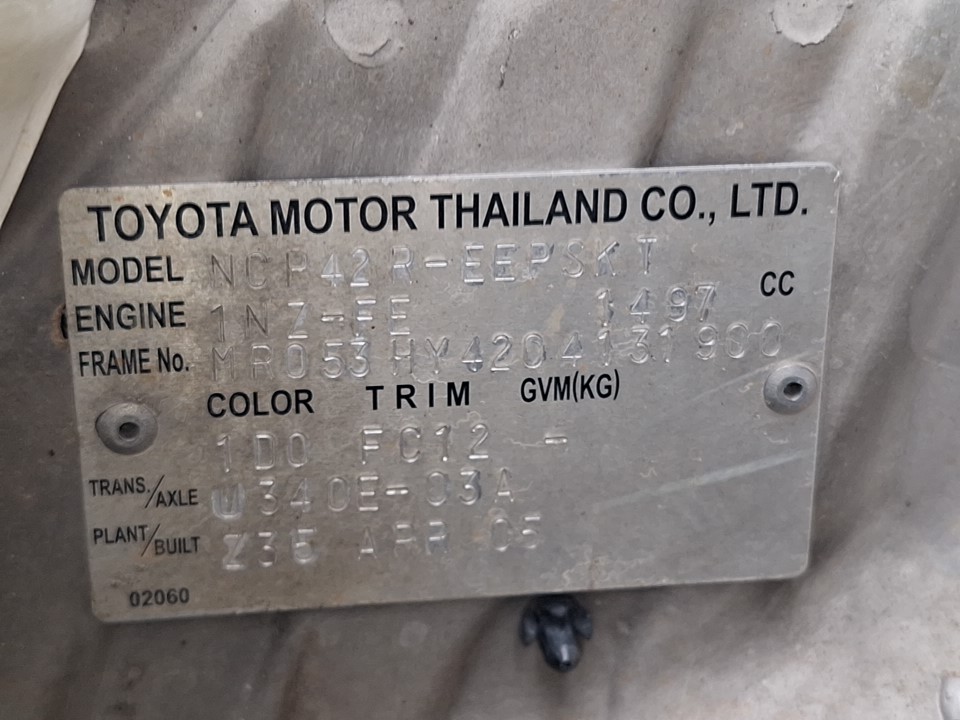 TOYOTA MOTOR THAILAND CO., LTD.
MODEL NCP42R-EEPSKT
ENGINE 1NZ-FE 1497 CC
FRAME No. MR053HY4204131900
COLOR TRIM GVM(KG)
1D0 FC12 -
TRANS./AXLE U340E-03A
PLANT/BUILT APR 05
02060